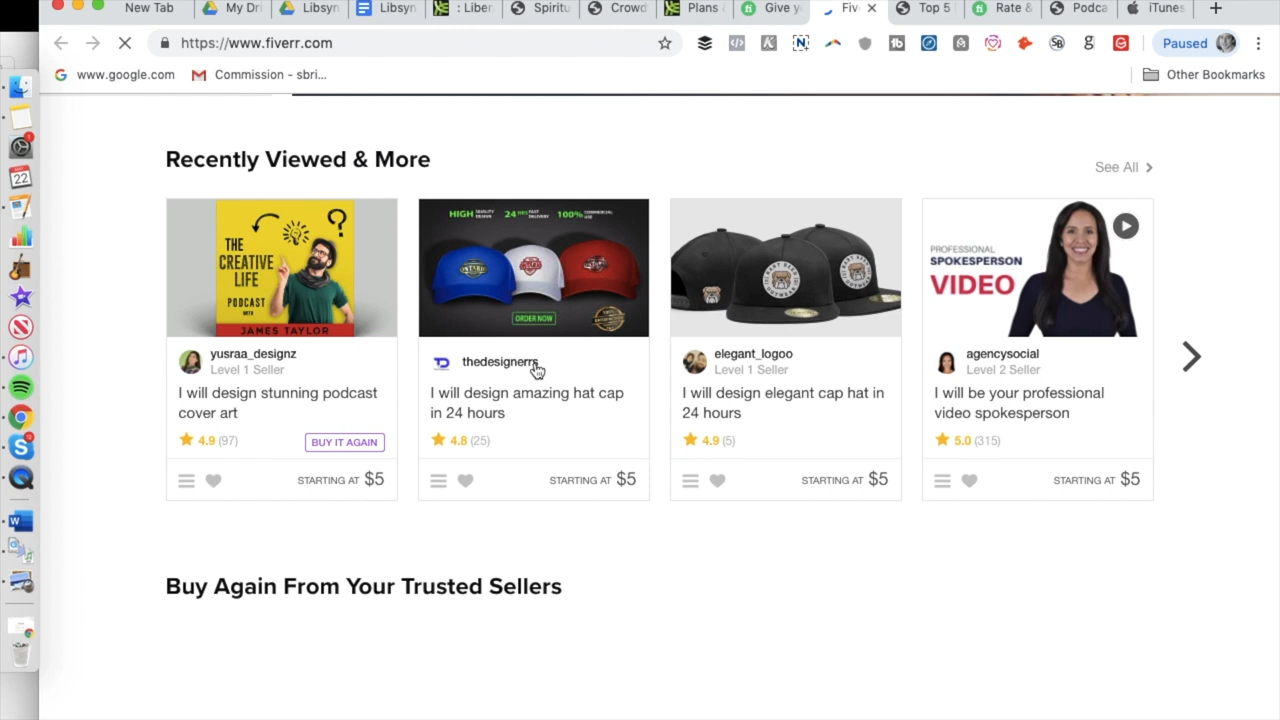 New Tab
My Dri
Libsyn
Libsyn
: Liber
Spiritu
Crowd
Plans
Give y
Fiv
Top 5
Rate &
Podca
iTunes
https://www.fiverr.com
Paused
www.google.com
Commission - sbri...
Other Bookmarks
Recently Viewed & More
See All
THE
CREATIVE
LIFE
PODCAST
WITH
JAMES TAYLOR
yusraa_designz
Level 1 Seller
I will design stunning podcast
cover art
4.9 (97)
BUY IT AGAIN
STARTING AT $5
HIGH QUALITY DESIGN 24 HRS FAST DELIVERY 100% COMMERCIAL USE
ORDER NOW
thedesignerrs
I will design amazing hat cap
in 24 hours
4.8 (25)
STARTING AT $5
elegant_logoo
Level 1 Seller
I will design elegant cap hat in
24 hours
4.9 (5)
STARTING AT $5
PROFESSIONAL
SPOKESPERSON
VIDEO
agencysocial
Level 2 Seller
I will be your professional
video spokesperson
5.0 (315)
STARTING AT $5
Buy Again From Your Trusted Sellers
22